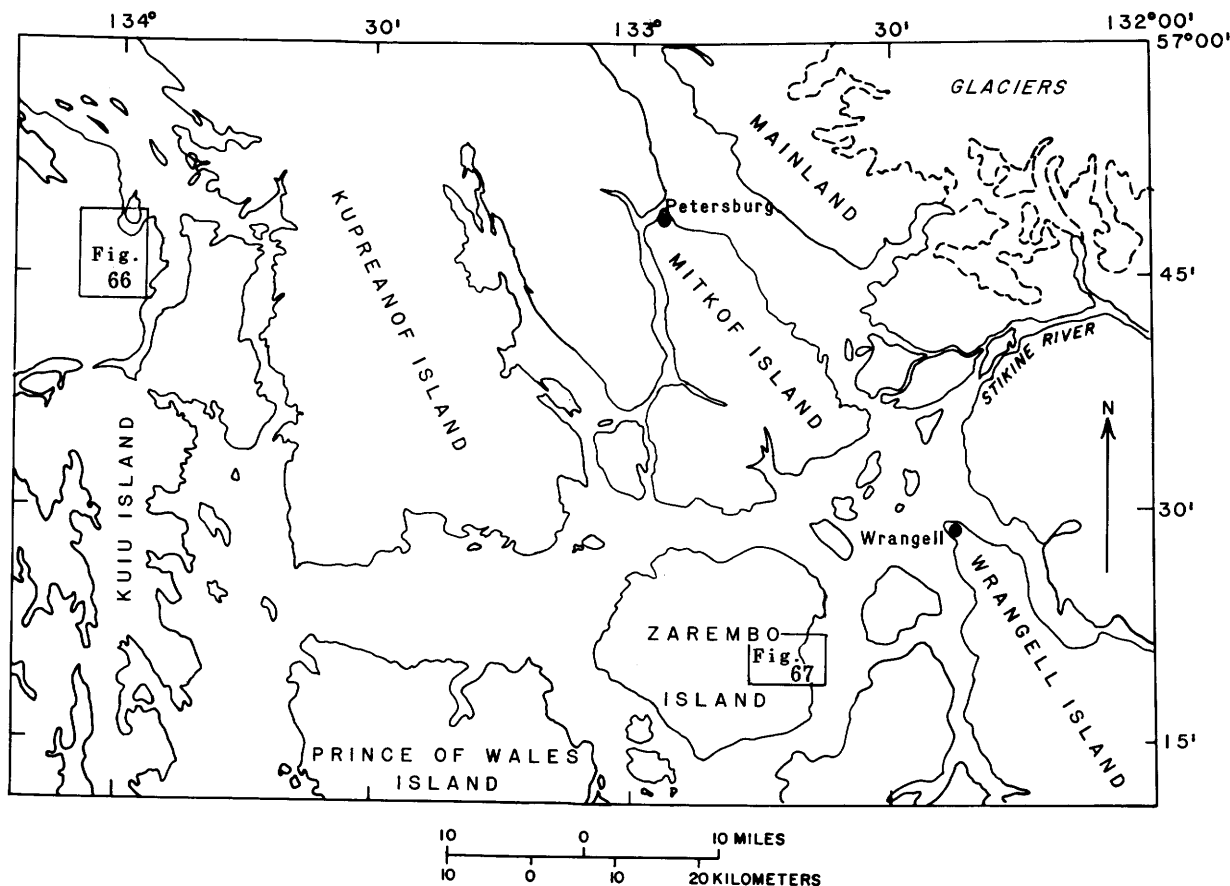 134° 30' 133° 30' 132°00'
57°00'
GLACIERS
MAINLAND
Petersburg
KUPREANOF ISLAND
MITKOF ISLAND
Fig.
66
45'
STIKINE RIVER
N
KUIU ISLAND
30'
Wrangell
WRANGELL ISLAND
ZAREMBO
Fig.
67
ISLAND
15'
PRINCE OF WALES
ISLAND
10 0 10 MILES
10 0 10 20 KILOMETERS